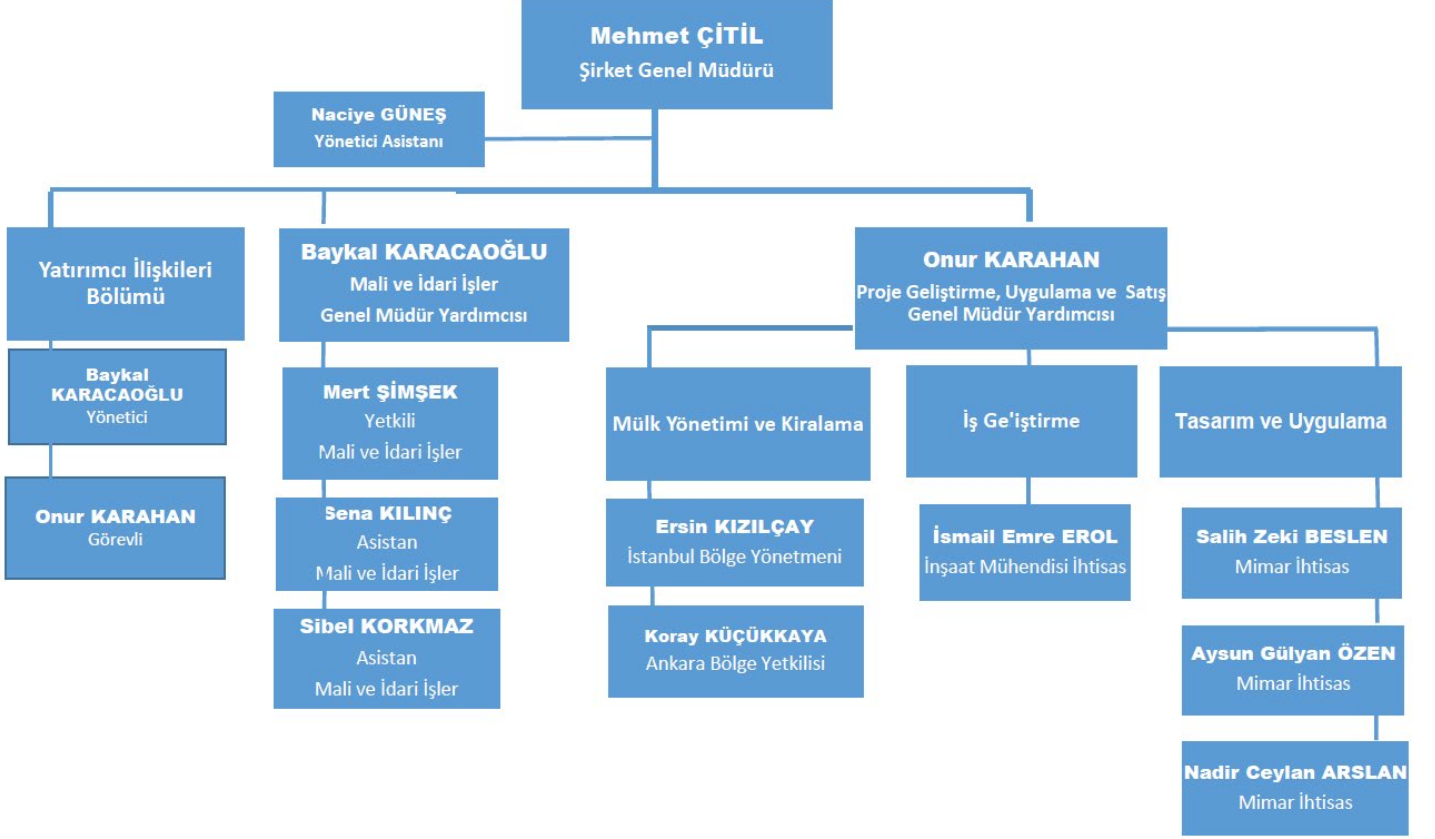 Mehmet ÇİTİL
Şirket Genel Müdürü
Naciye GÜNEŞ
Yönetici Asistanı
Yatırımcı İlişkileri
Bölümü
Baykal
KARACAOĞLU
Yönetici
Onur KARAHAN
Görevli
Baykal KARACAOĞLU
Mali ve İdari İşler
Genel Müdür Yardımcısı
Mert ŞİMŞEK
Yetkili
Mali ve İdari İşler
Sena KILINÇ
Asistan
Mali ve İdari İşler
Sibel KORKMAZ
Asistan
Mali ve İdari İşler
Onur KARAHAN
Proje Geliştirme, Uygulama ve Satış
Genel Müdür Yardımcısı
Mülk Yönetimi ve Kiralama
Ersin KIZILÇAY
İstanbul Bölge Yönetmeni
Koray KÜÇÜKKAYA
Ankara Bölge Yetkilisi
İş Ge'iştirme
İsmail Emre EROL
İnşaat Mühendisi İhtisas
Tasarım ve Uygulama
Salih Zeki BESLEN
Mimar İhtisas
Aysun Gülyan ÖZEN
Mimar İhtisas
Nadir Ceylan ARSLAN
Mimar İhtisas